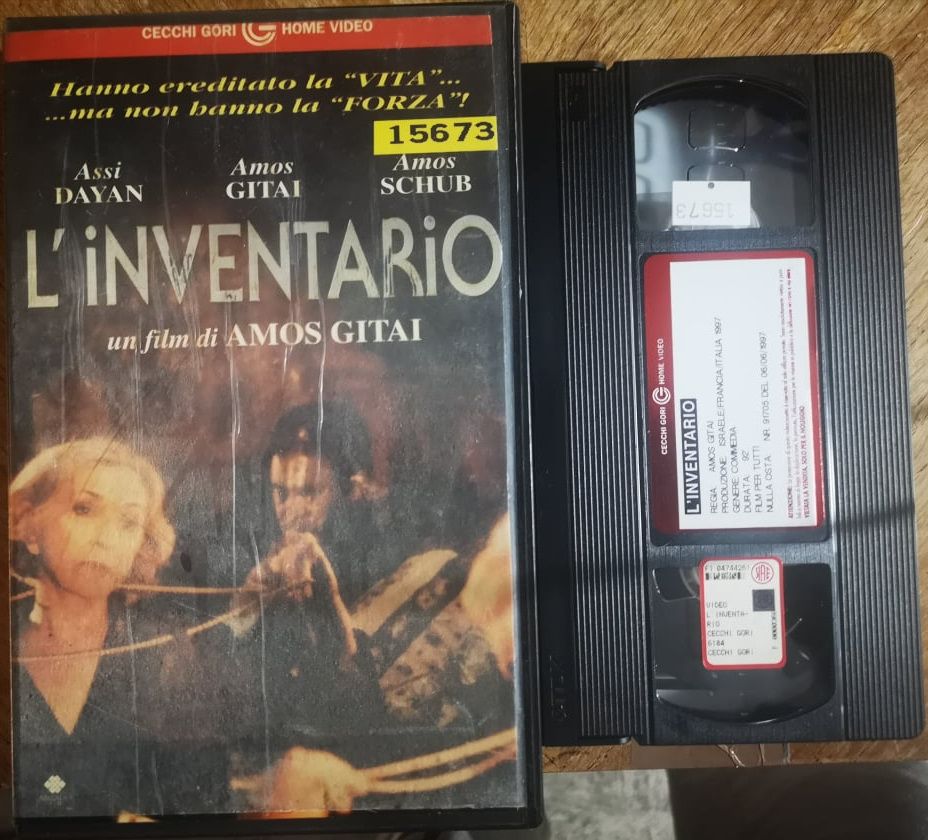 CECCHI GORI HOME VIDEO
Hanno ereditato la "VITA"...
...ma non hanno la "FORZA"!
15673
Assi
DAYAN
Amos
GITAI
Amos
SCHUB
L'iNVENTARiO
un film di AMOS GITAI
15673
CECCHI GORI HOME VIDEO
L'INVENTARIO
REGIA: AMOS GITAI
PRODUZIONE: ISRAELE/FRANCIA/ITALIA 1997
GENERE: COMMEDIA
DURATA: 92'
FILM PER TUTTI
NULLA OSTA: NR. 91705 DEL 06/06/1997
ATTENZIONE:
VIETATA LA VENDITA, SOLO PER IL NOLEGGIO
VIDEO
L INVENTA-
RIO
CECCHI GORI
6184
CECCHI GORI